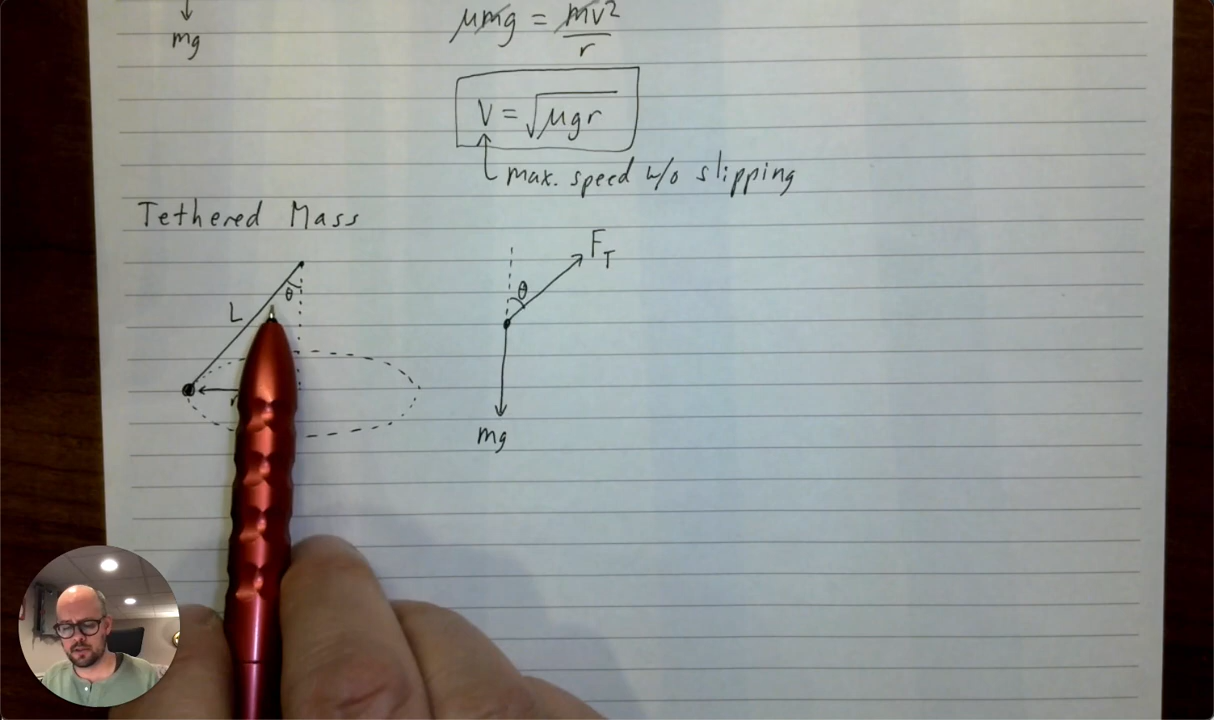 mg
μmg = mv²/r
V = √μgr
max. speed w/o slipping
Tethered Mass
θ
L
r
F_T
θ
mg